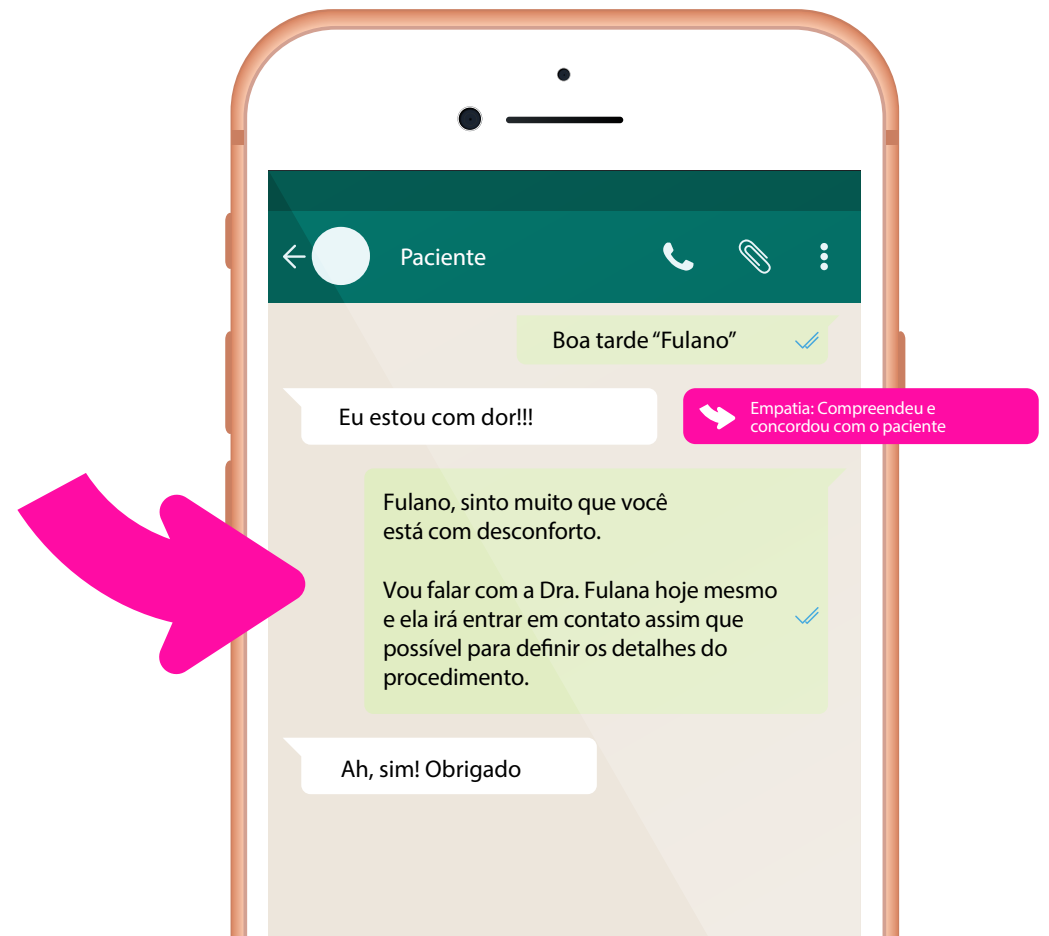 Paciente
Boa tarde “Fulano”
Eu estou com dor!!!
Empatia: Compreendeu e
concordou com o paciente
Fulano, sinto muito que você
está com desconforto.
Vou falar com a Dra. Fulana hoje mesmo
e ela irá entrar em contato assim que
possível para definir os detalhes do
procedimento.
Ah, sim! Obrigado